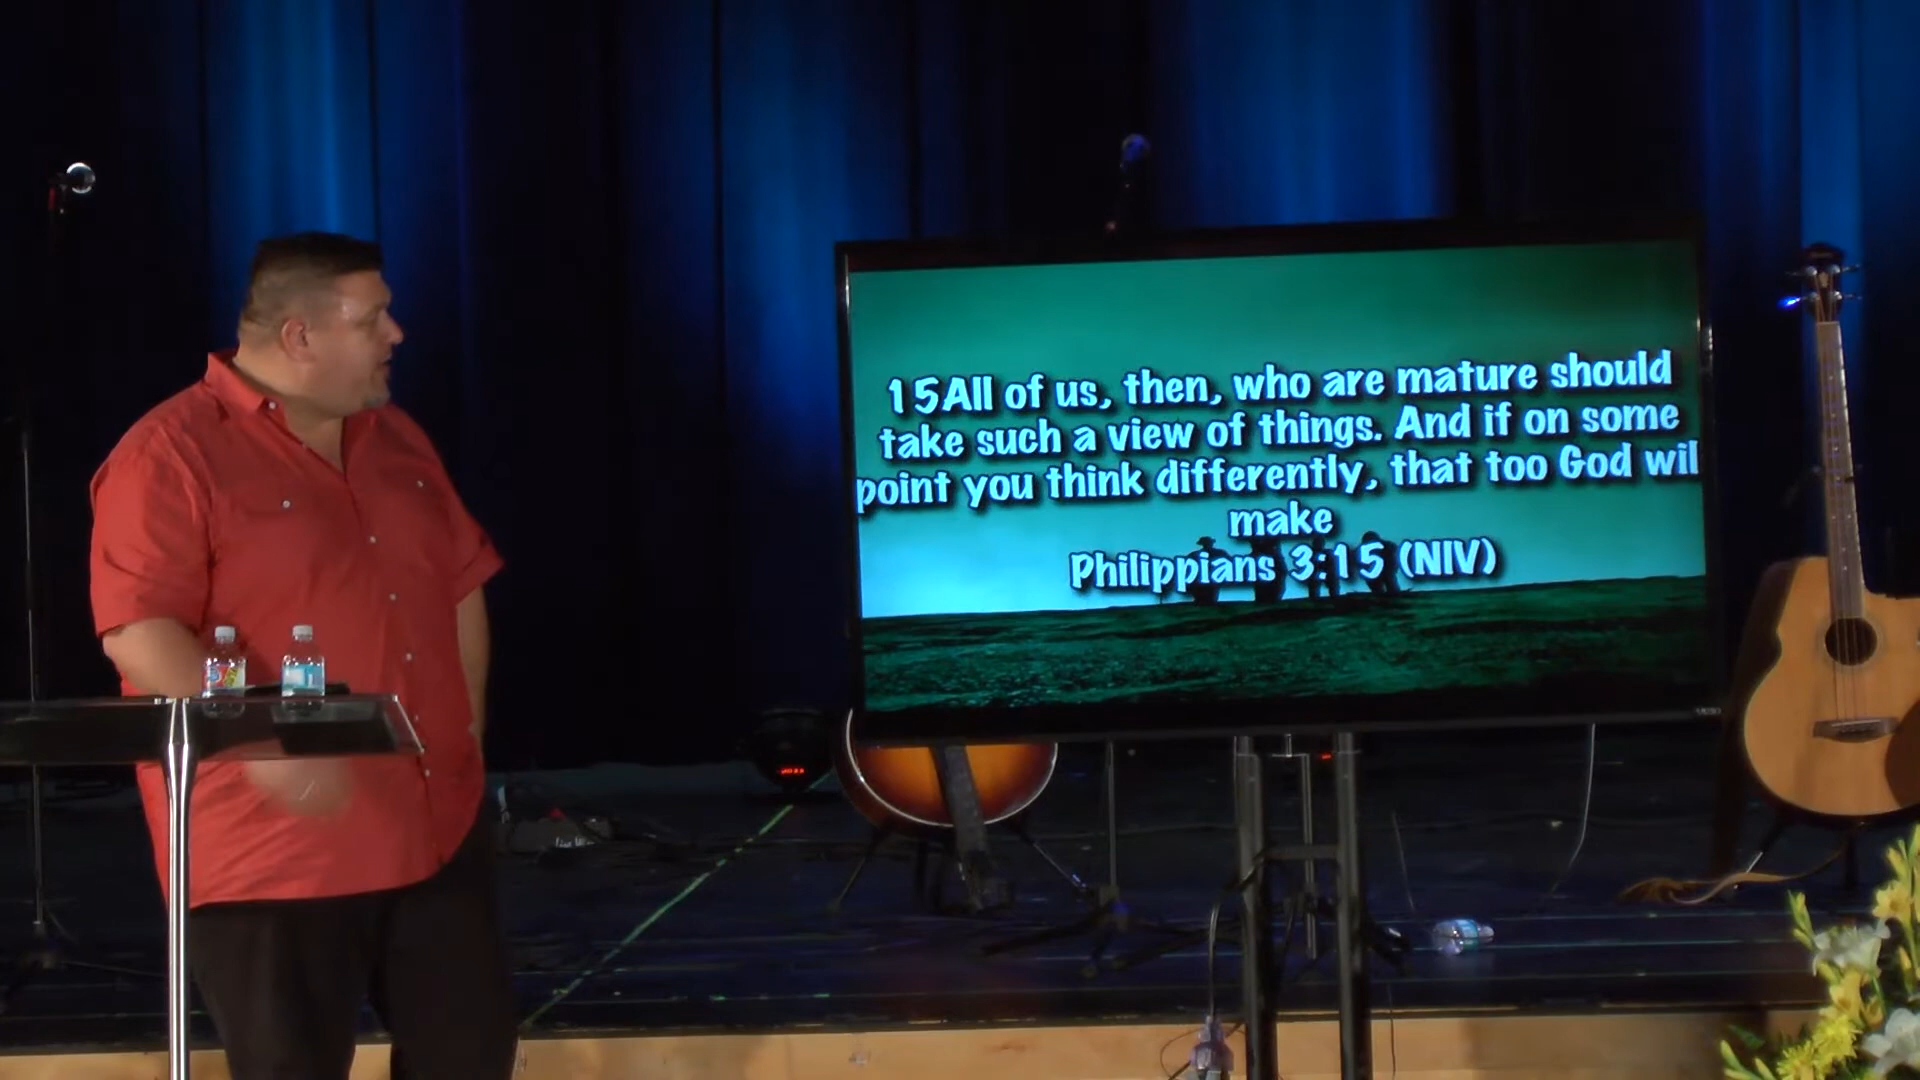 15All of us, then, who are mature should
take such a view of things. And if on some
point you think differently, that too God wil
make
Philippians 3:15 (NIV)